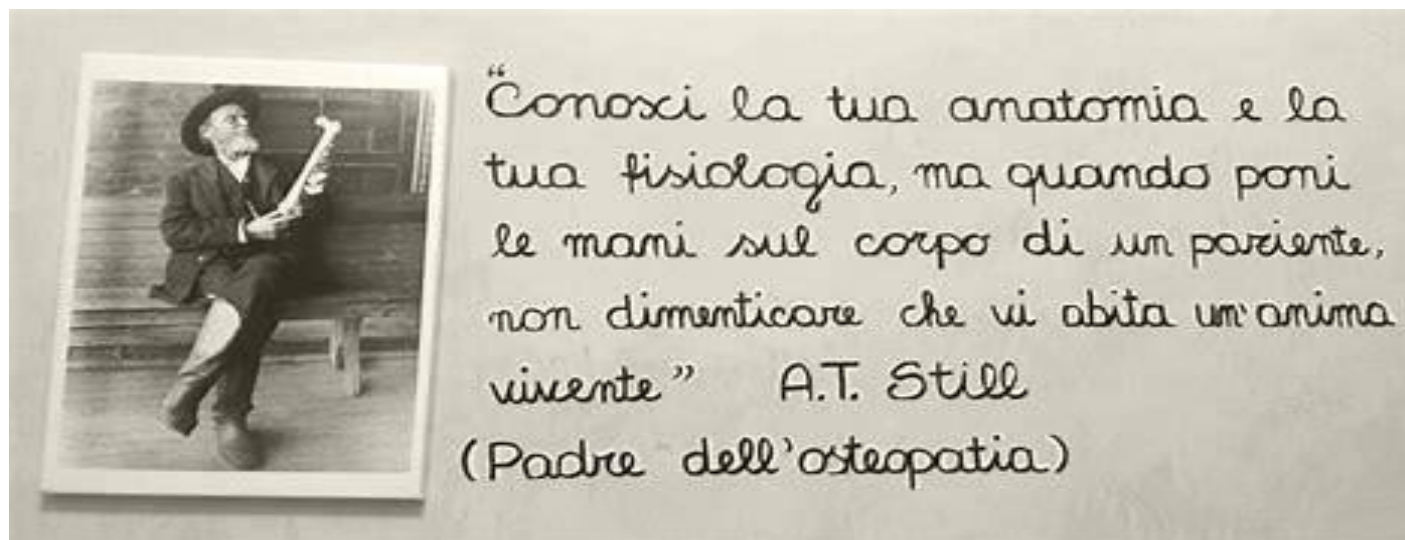 “Conosci la tua anatomia e la
tua fisiologia, ma quando poni
le mani sul corpo di un paziente,
non dimenticare che vi abita un'anima
vivente” A.T. Still
(Padre dell'osteopatia)